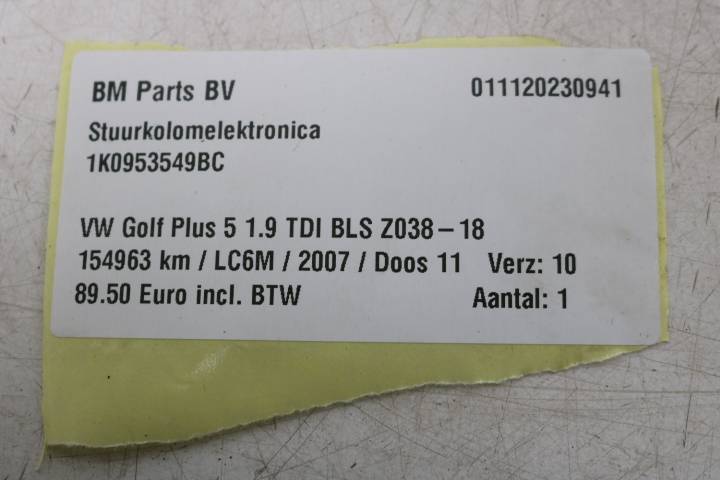 BM Parts BV 011120230941
Stuurkolomelektronica
1K0953549BC
VW Golf Plus 5 1.9 TDI BLS Z038-18
154963 km / LC6M / 2007 / Doos 11 Verz: 10
89.50 Euro incl. BTW Aantal: 1